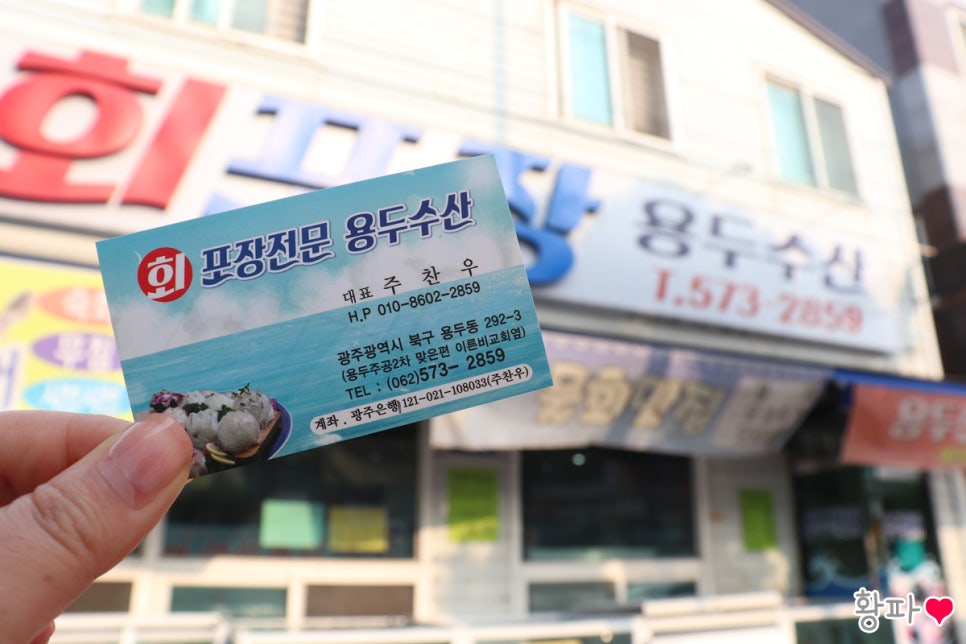 회포장
용두수산
T.573-2859
회 포장전문 용두수산
대표 주 찬 우
H.P 010-8602-2859
광주광역시 북구 용두동 292-3
(용두주공2차 맞은편 이른비교회옆)
TEL : (062)573- 2859
계좌 . 광주은행 121-021-108033(주찬우)
황파